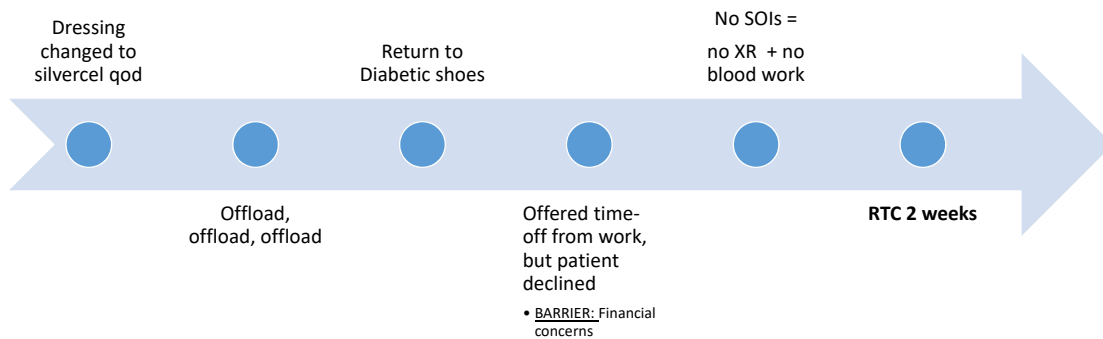 Dressing
changed to
silvercel qod
Offload,
offload, offload
Return to
Diabetic shoes
Offered time-
off from work,
but patient
declined
• BARRIER: Financial
concerns
No SOIs =
no XR + no
blood work
RTC 2 weeks